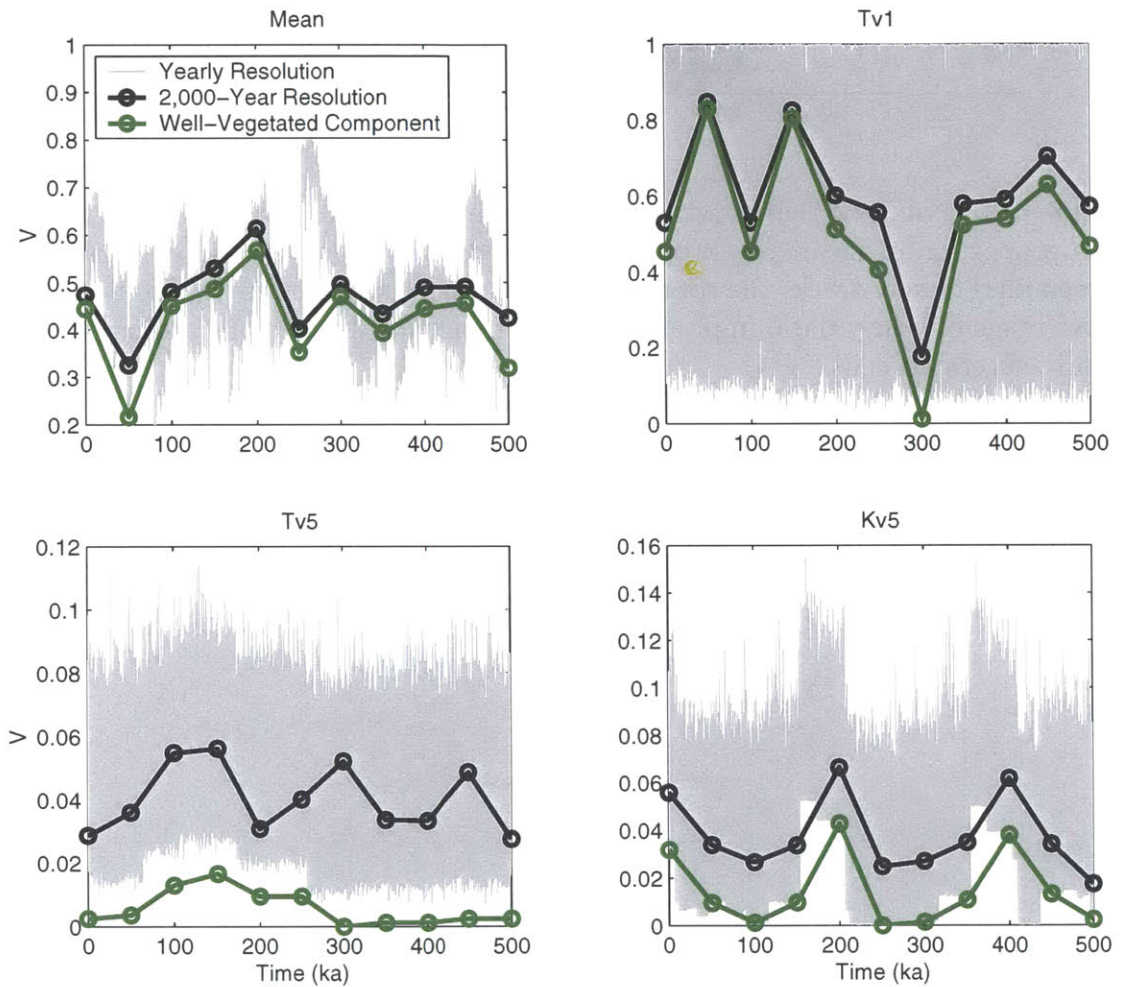 Mean
1
0.9
0.8
0.7
0.6
0.5
0.4
0.3
0.2
V
Yearly Resolution
2,000-Year Resolution
Well-Vegetated Component
0 100 200 300 400 500
Tv1
1
0.8
0.6
0.4
0.2
0
0 100 200 300 400 500
Tv5
0.12
0.1
0.08
0.06
0.04
0.02
0
V
0 100 200 300 400 500
Time (ka)
Kv5
0.16
0.14
0.12
0.1
0.08
0.06
0.04
0.02
0
0 100 200 300 400 500
Time (ka)